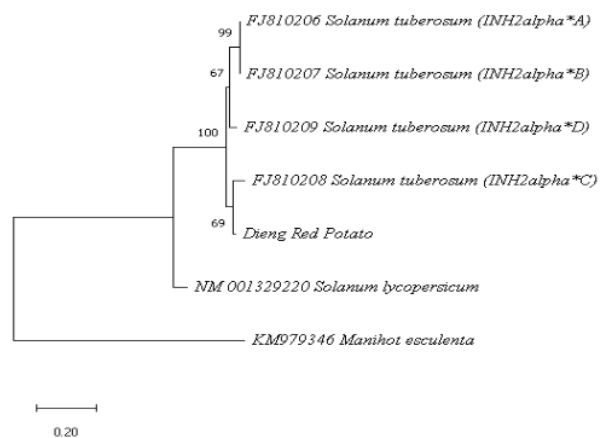 99
FJ810206 Solanum tuberosum (INH2alpha*A)
67
FJ810207 Solanum tuberosum (INH2alpha*B)
100
FJ810209 Solanum tuberosum (INH2alpha*D)
FJ810208 Solanum tuberosum (INH2alpha*C)
69
Dieng Red Potato
NM 001329220 Solanum lycopersicum
KM979346 Manihot esculenta
0.20